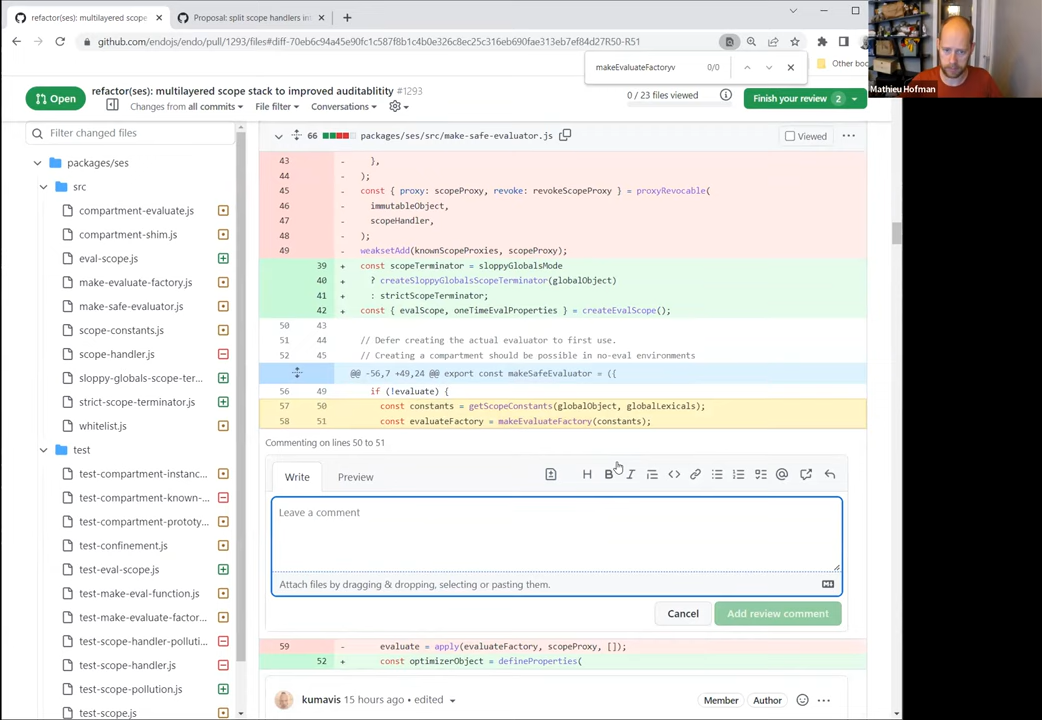 refactor(ses): multilayered scope
Proposal: split scope handlers in
github.com/endojs/endo/pull/1293/files#diff-70eb6c94a45e90fc1c587f8b1c4b0e326c8ec25c316eb690fae313eb7ef84d27R50-R51
makeEvaluateFactoryv 0/0
Other boo
Mathieu Hofman
Open
refactor(ses): multilayered scope stack to improved auditabltity #1293
Changes from all commits File filter Conversations
0 / 23 files viewed
Finish your review 2
Filter changed files
packages/ses
src
compartment-evaluate.js
compartment-shim.js
eval-scope.js
make-evaluate-factory.js
make-safe-evaluator.js
scope-constants.js
scope-handler.js
sloppy-globals-scope-ter...
strict-scope-terminator.js
whitelist.js
test
test-compartment-instanc...
test-compartment-known-...
test-compartment-prototy...
test-confinement.js
test-eval-scope.js
test-make-eval-function.js
test-make-evaluate-factor...
test-scope-handler-polluti...
test-scope-handler.js
test-scope-pollution.js
test-scope.js
66 packages/ses/src/make-safe-evaluator.js Viewed
43 - },
44 - );
45 - const { proxy: scopeProxy, revoke: revokeScopeProxy } = proxyRevocable(
46 - immutableObject,
47 - scopeHandler,
48 - );
49 - weaksetAdd(knownScopeProxies, scopeProxy);
39 + const scopeTerminator = sloppyGlobalsMode
40 + ? createSloppyGlobalsScopeTerminator(globalObject)
41 + : strictScopeTerminator;
42 + const { evalScope, oneTimeEvalProperties } = createEvalScope();
50 43
51 44 // Defer creating the actual evaluator to first use.
52 45 // Creating a compartment should be possible in no-eval environments
@@ -56,7 +49,24 @@ export const makeSafeEvaluator = ({
56 49 if (!evaluate) {
57 50 const constants = getScopeConstants(globalObject, globalLexicals);
58 51 const evaluateFactory = makeEvaluateFactory(constants);
Commenting on lines 50 to 51
Write Preview
Leave a comment
Attach files by dragging & dropping, selecting or pasting them.
Cancel Add review comment
59 - evaluate = apply(evaluateFactory, scopeProxy, []);
52 + const optimizerObject = defineProperties(
kumavis 15 hours ago • edited Member Author